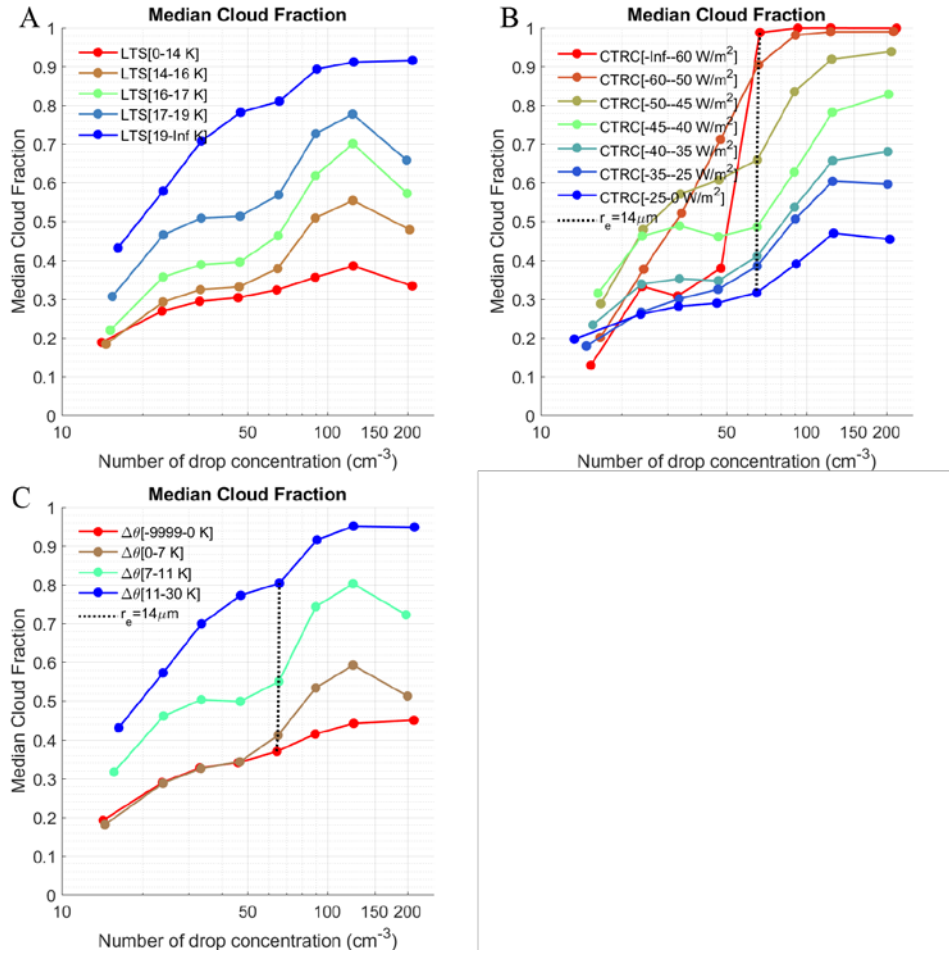 A
Median Cloud Fraction
LTS[0-14 K]
LTS[14-16 K]
LTS[16-17 K]
LTS[17-19 K]
LTS[19-Inf K]
Median Cloud Fraction
1
0.9
0.8
0.7
0.6
0.5
0.4
0.3
0.2
0.1
0
10 50 100 150 200
Number of drop concentration (cm⁻³)
B
Median Cloud Fraction
CTRC[-Inf--60 W/m²]
CTRC[-60--50 W/m²]
CTRC[-50--45 W/m²]
CTRC[-45--40 W/m²]
CTRC[-40--35 W/m²]
CTRC[-35--25 W/m²]
CTRC[-25-0 W/m²]
rₑ=14μm
Median Cloud Fraction
1
0.9
0.8
0.7
0.6
0.5
0.4
0.3
0.2
0.1
0
10 50 100 150 200
Number of drop concentration (cm⁻³)
C
Median Cloud Fraction
Δθ[-9999-0 K]
Δθ[0-7 K]
Δθ[7-11 K]
Δθ[11-30 K]
rₑ=14μm
Median Cloud Fraction
1
0.9
0.8
0.7
0.6
0.5
0.4
0.3
0.2
0.1
0
10 50 100 150 200
Number of drop concentration (cm⁻³)